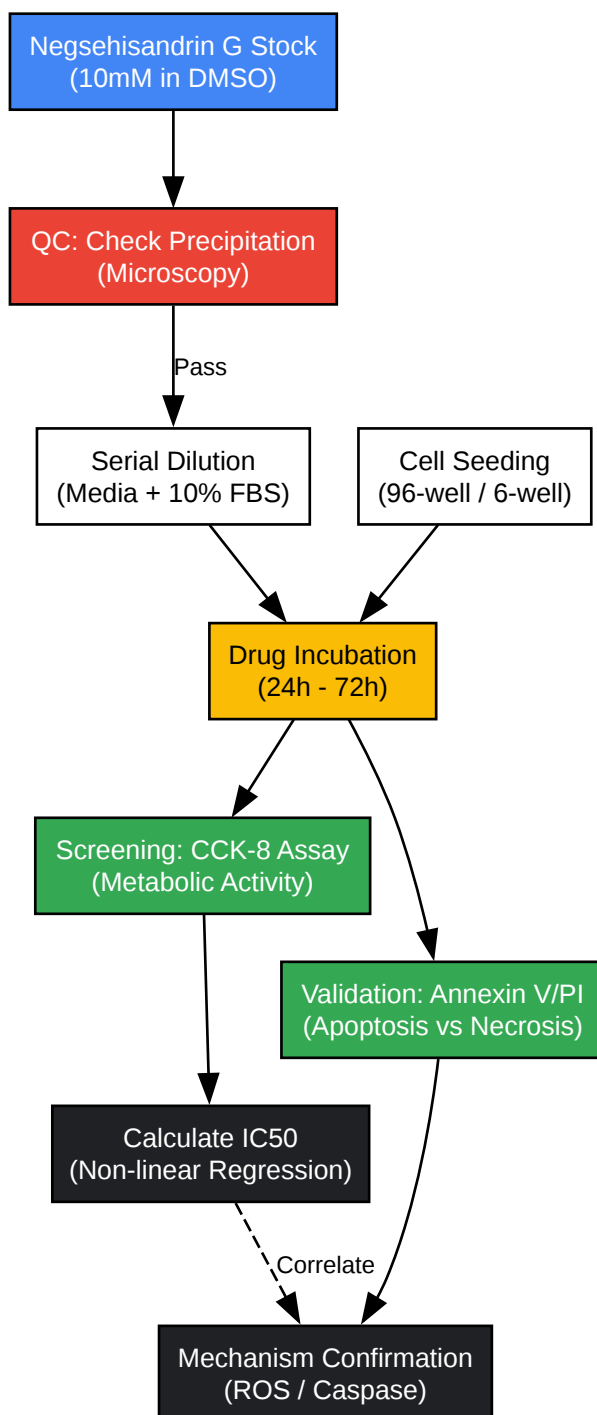 Negsehisandrin G Stock
(10mM in DMSO)
QC: Check Precipitation
(Microscopy)
Pass
Serial Dilution
(Media + 10% FBS)
Cell Seeding
(96-well / 6-well)
Drug Incubation
(24h - 72h)
Screening: CCK-8 Assay
(Metabolic Activity)
Validation: Annexin V/PI
(Apoptosis vs Necrosis)
Calculate IC50
(Non-linear Regression)
Correlate
Mechanism Confirmation
(ROS / Caspase)